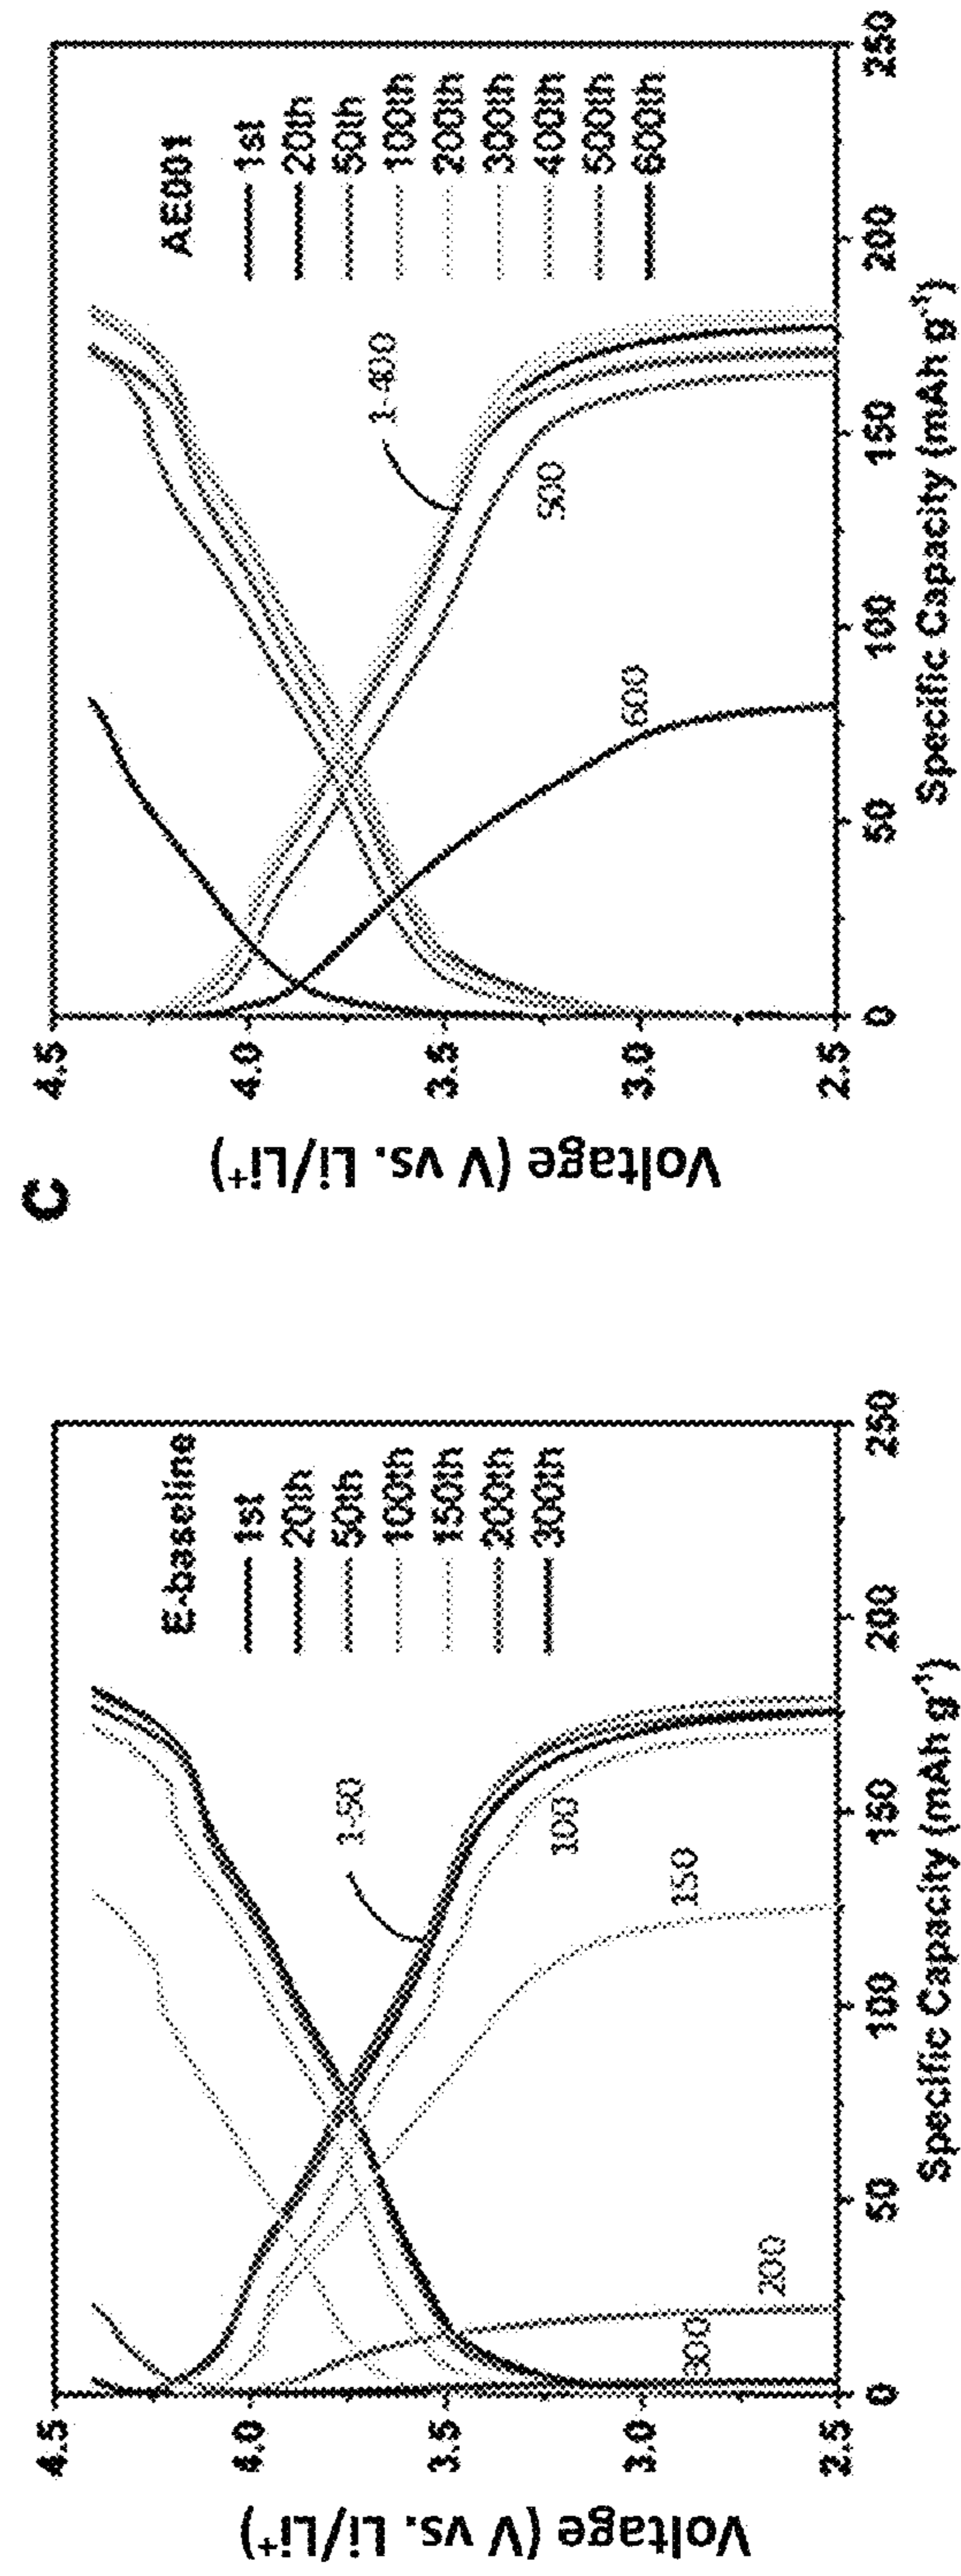 E-baseline
1st
20th
50th
100th
150th
200th
300th
1-50
100
150
200
300
4.5
4.0
3.5
3.0
2.5
0
50
100
150
200
250
Voltage (V vs. Li/Li⁺)
Specific Capacity (mAh g⁻¹)
C
AE001
1st
20th
50th
100th
200th
300th
400th
500th
600th
1-400
500
600
4.5
4.0
3.5
3.0
2.5
0
50
100
150
200
250
Voltage (V vs. Li/Li⁺)
Specific Capacity (mAh g⁻¹)